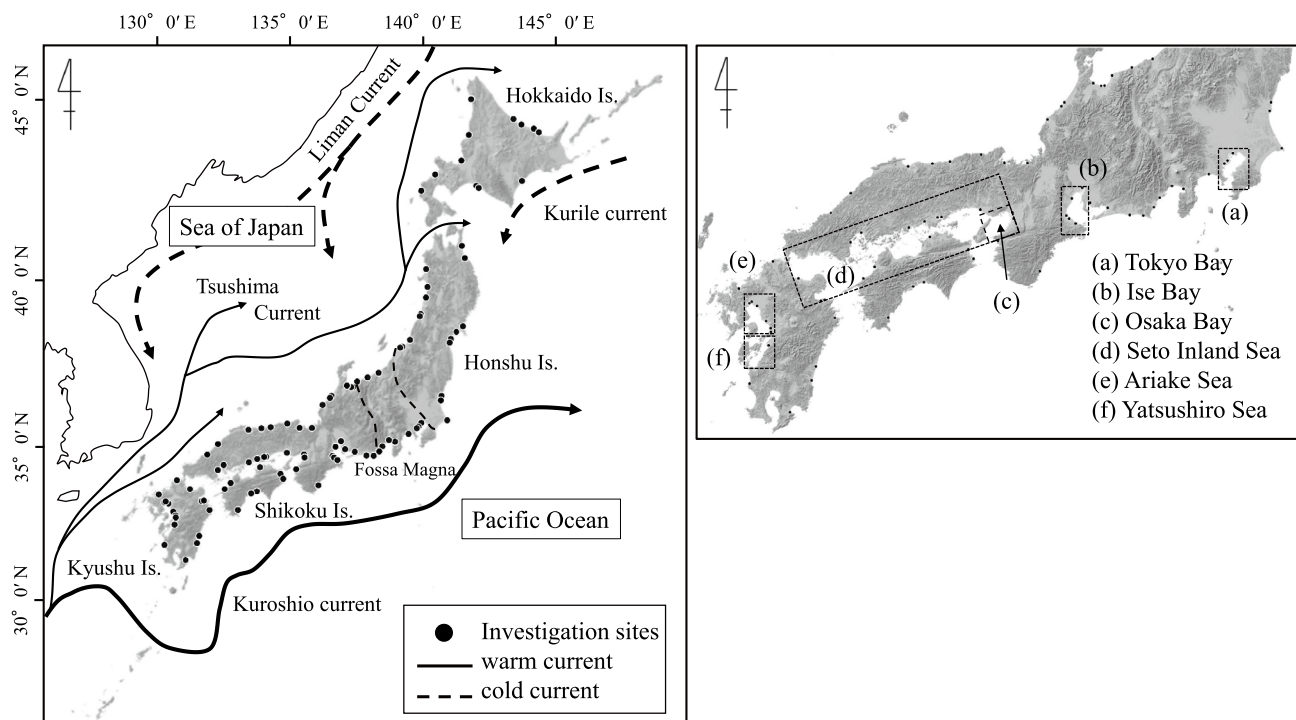 130° 0′ E
135° 0′ E
140° 0′ E
145° 0′ E
45° 0′ N
40° 0′ N
35° 0′ N
30° 0′ N
Liman Current
Hokkaido Is.
Sea of Japan
Kurile current
Tsushima
Current
Honshu Is.
Fossa Magna
Shikoku Is.
Pacific Ocean
Kyushu Is.
Kuroshio current
Investigation sites
warm current
cold current
(b)
(a)
(e)
(d)
(c)
(f)
(a) Tokyo Bay
(b) Ise Bay
(c) Osaka Bay
(d) Seto Inland Sea
(e) Ariake Sea
(f) Yatsushiro Sea